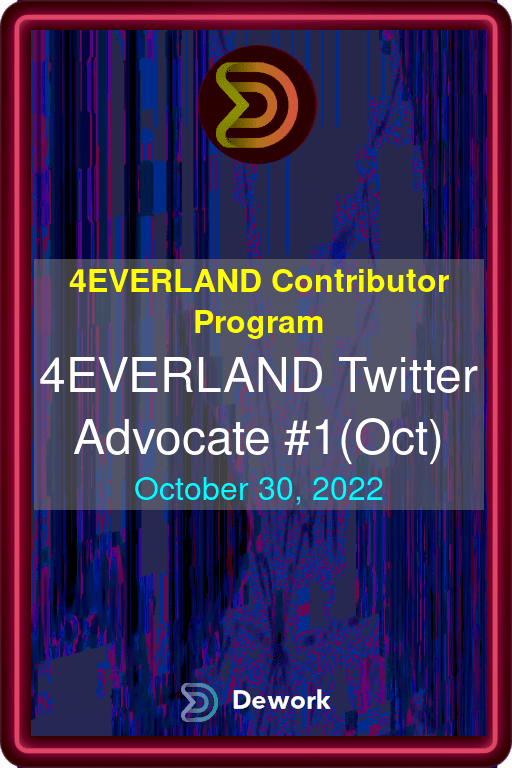 4EVERLAND Contributor
Program
4EVERLAND Twitter
Advocate #1(Oct)
October 30, 2022
Dework